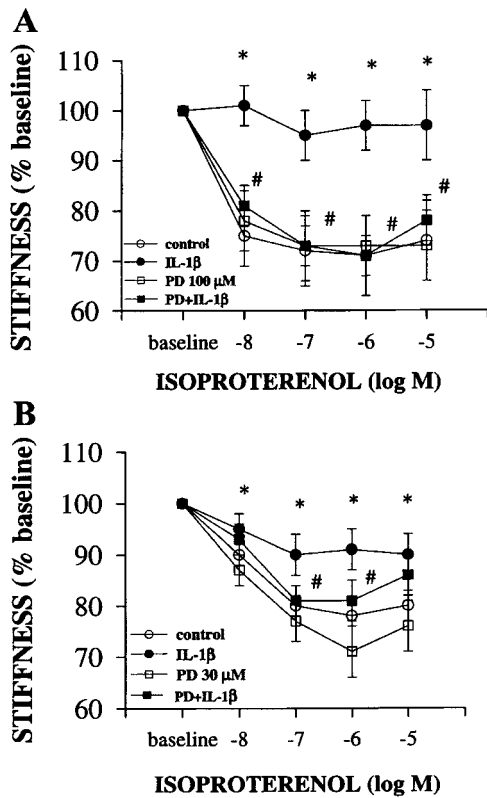 A
STIFFNESS (% baseline)
110
100
90
80
70
60
* * * *
# # # #
control
IL-1β
PD 100 µM
PD+IL-1β
baseline -8 -7 -6 -5
ISOPROTERENOL (log M)
B
STIFFNESS (% baseline)
110
100
90
80
70
60
* * * *
# #
control
IL-1β
PD 30 µM
PD+IL-1β
baseline -8 -7 -6 -5
ISOPROTERENOL (log M)